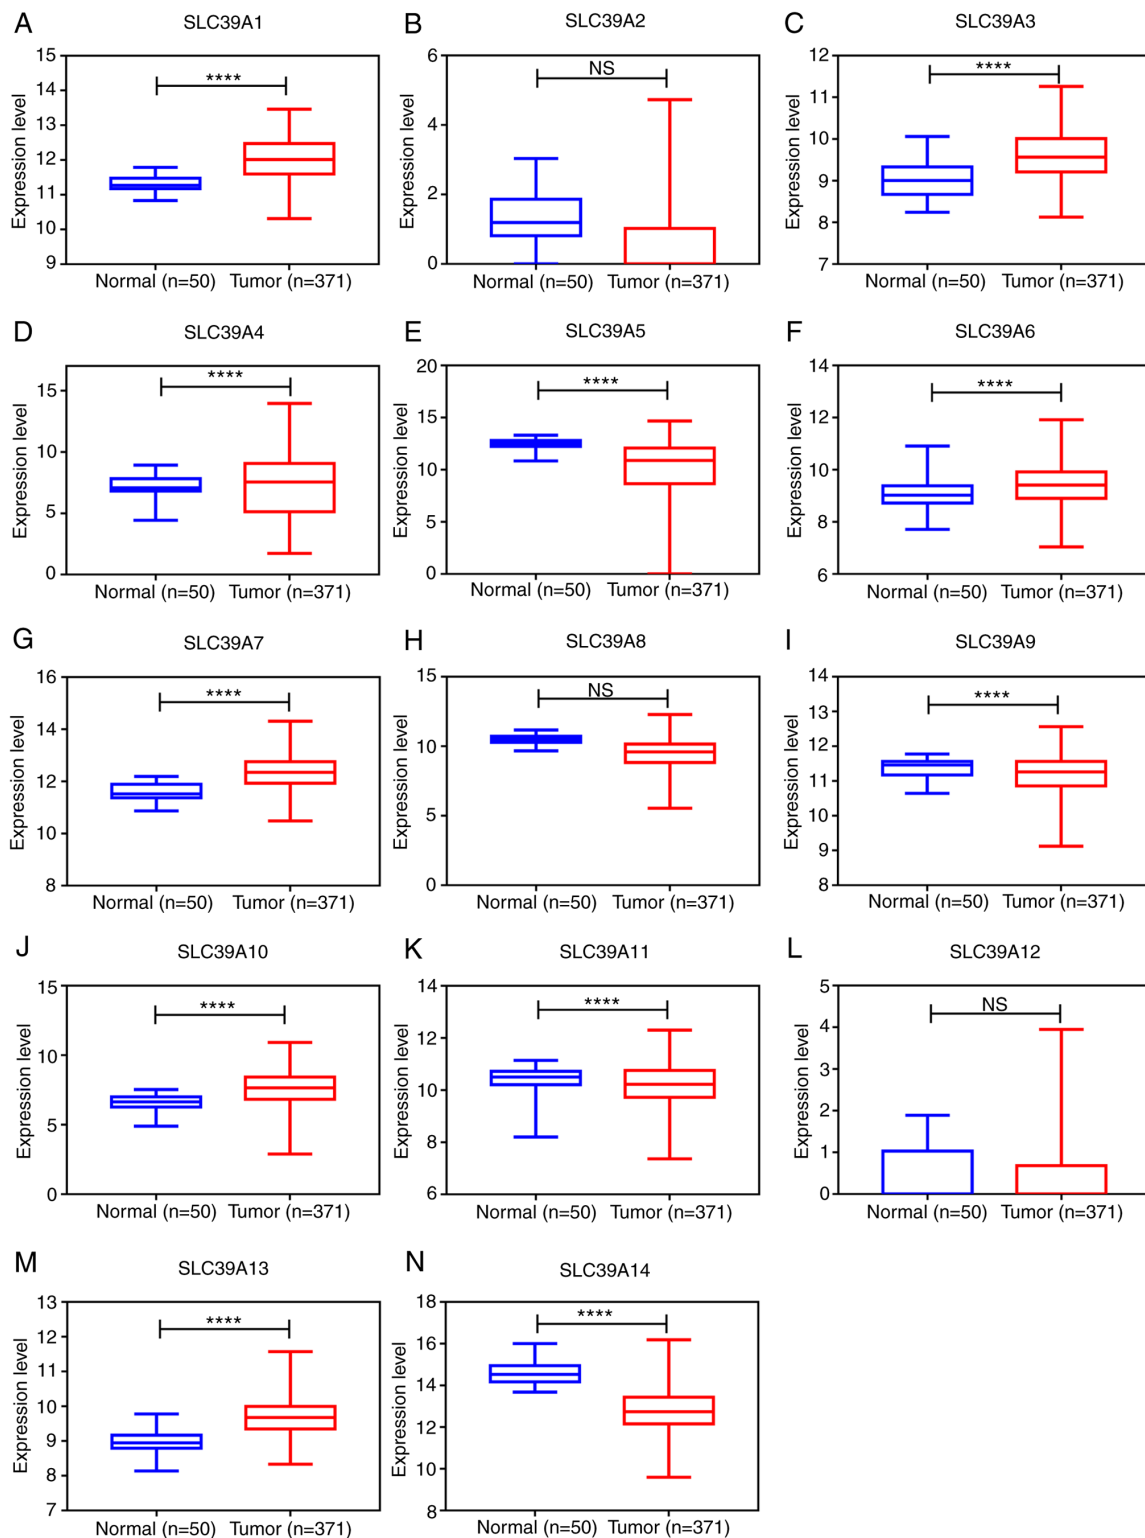 A
SLC39A1
Expression level
15
14
13
12
11
10
9
****
Normal (n=50) Tumor (n=371)
B
SLC39A2
Expression level
6
4
2
0
NS
Normal (n=50) Tumor (n=371)
C
SLC39A3
Expression level
12
11
10
9
8
7
****
Normal (n=50) Tumor (n=371)
D
SLC39A4
Expression level
15
10
5
0
****
Normal (n=50) Tumor (n=371)
E
SLC39A5
Expression level
20
15
10
5
0
****
Normal (n=50) Tumor (n=371)
F
SLC39A6
Expression level
14
12
10
8
6
****
Normal (n=50) Tumor (n=371)
G
SLC39A7
Expression level
16
14
12
10
8
****
Normal (n=50) Tumor (n=371)
H
SLC39A8
Expression level
15
10
5
0
NS
Normal (n=50) Tumor (n=371)
I
SLC39A9
Expression level
14
13
12
11
10
9
8
****
Normal (n=50) Tumor (n=371)
J
SLC39A10
Expression level
15
10
5
0
****
Normal (n=50) Tumor (n=371)
K
SLC39A11
Expression level
14
12
10
8
6
****
Normal (n=50) Tumor (n=371)
L
SLC39A12
Expression level
5
4
3
2
1
0
NS
Normal (n=50) Tumor (n=371)
M
SLC39A13
Expression level
13
12
11
10
9
8
7
****
Normal (n=50) Tumor (n=371)
N
SLC39A14
Expression level
18
16
14
12
10
8
****
Normal (n=50) Tumor (n=371)